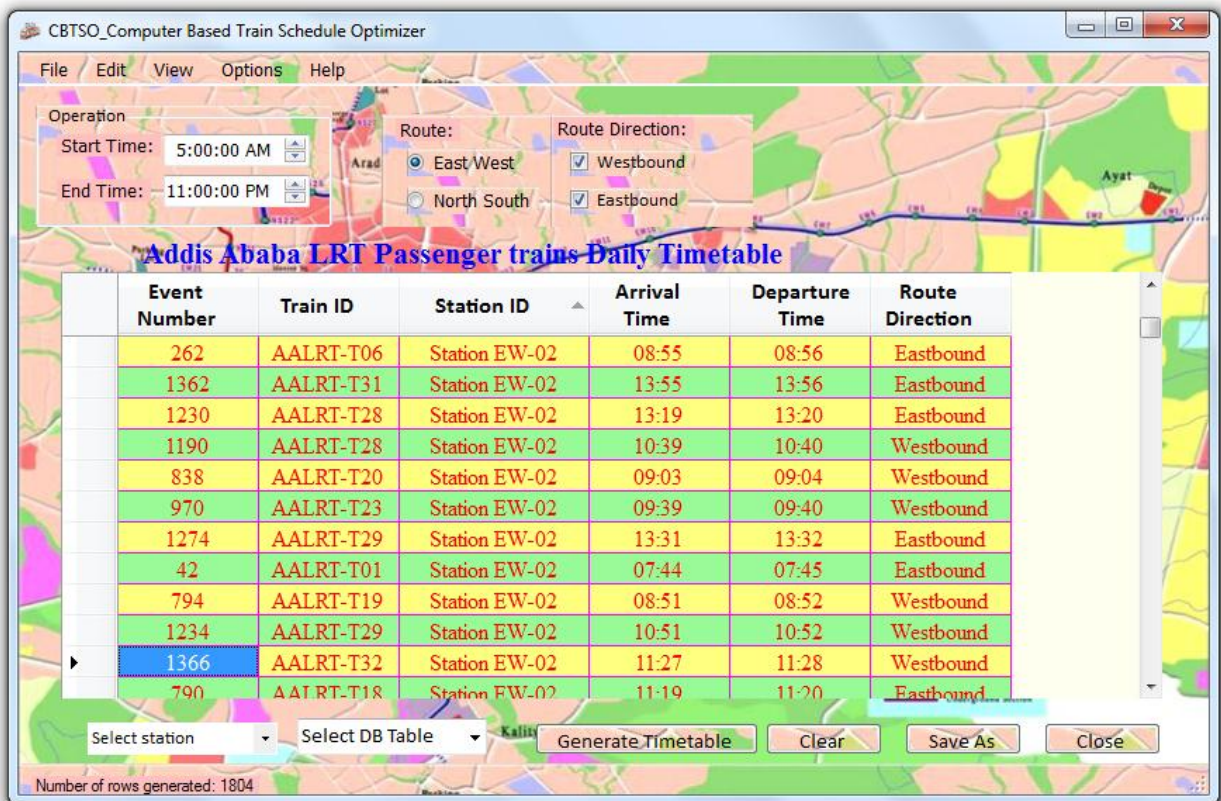 CBTSO_Computer Based Train Schedule Optimizer
File Edit View Options Help
Operation
Start Time: 5:00:00 AM
End Time: 11:00:00 PM
Route:
East West
North South
Route Direction:
Westbound
Eastbound
Arad
Ayat
Depot
Addis Ababa LRT Passenger trains Daily Timetable
Event Number Train ID Station ID Arrival Time Departure Time Route Direction
262 AALRT-T06 Station EW-02 08:55 08:56 Eastbound
1362 AALRT-T31 Station EW-02 13:55 13:56 Eastbound
1230 AALRT-T28 Station EW-02 13:19 13:20 Eastbound
1190 AALRT-T28 Station EW-02 10:39 10:40 Westbound
838 AALRT-T20 Station EW-02 09:03 09:04 Westbound
970 AALRT-T23 Station EW-02 09:39 09:40 Westbound
1274 AALRT-T29 Station EW-02 13:31 13:32 Eastbound
42 AALRT-T01 Station EW-02 07:44 07:45 Eastbound
794 AALRT-T19 Station EW-02 08:51 08:52 Westbound
1234 AALRT-T29 Station EW-02 10:51 10:52 Westbound
1366 AALRT-T32 Station EW-02 11:27 11:28 Westbound
790 AALRT-T18 Station EW-02 11:19 11:20 Eastbound
Select station Select DB Table Generate Timetable Clear Save As Close
Number of rows generated: 1804